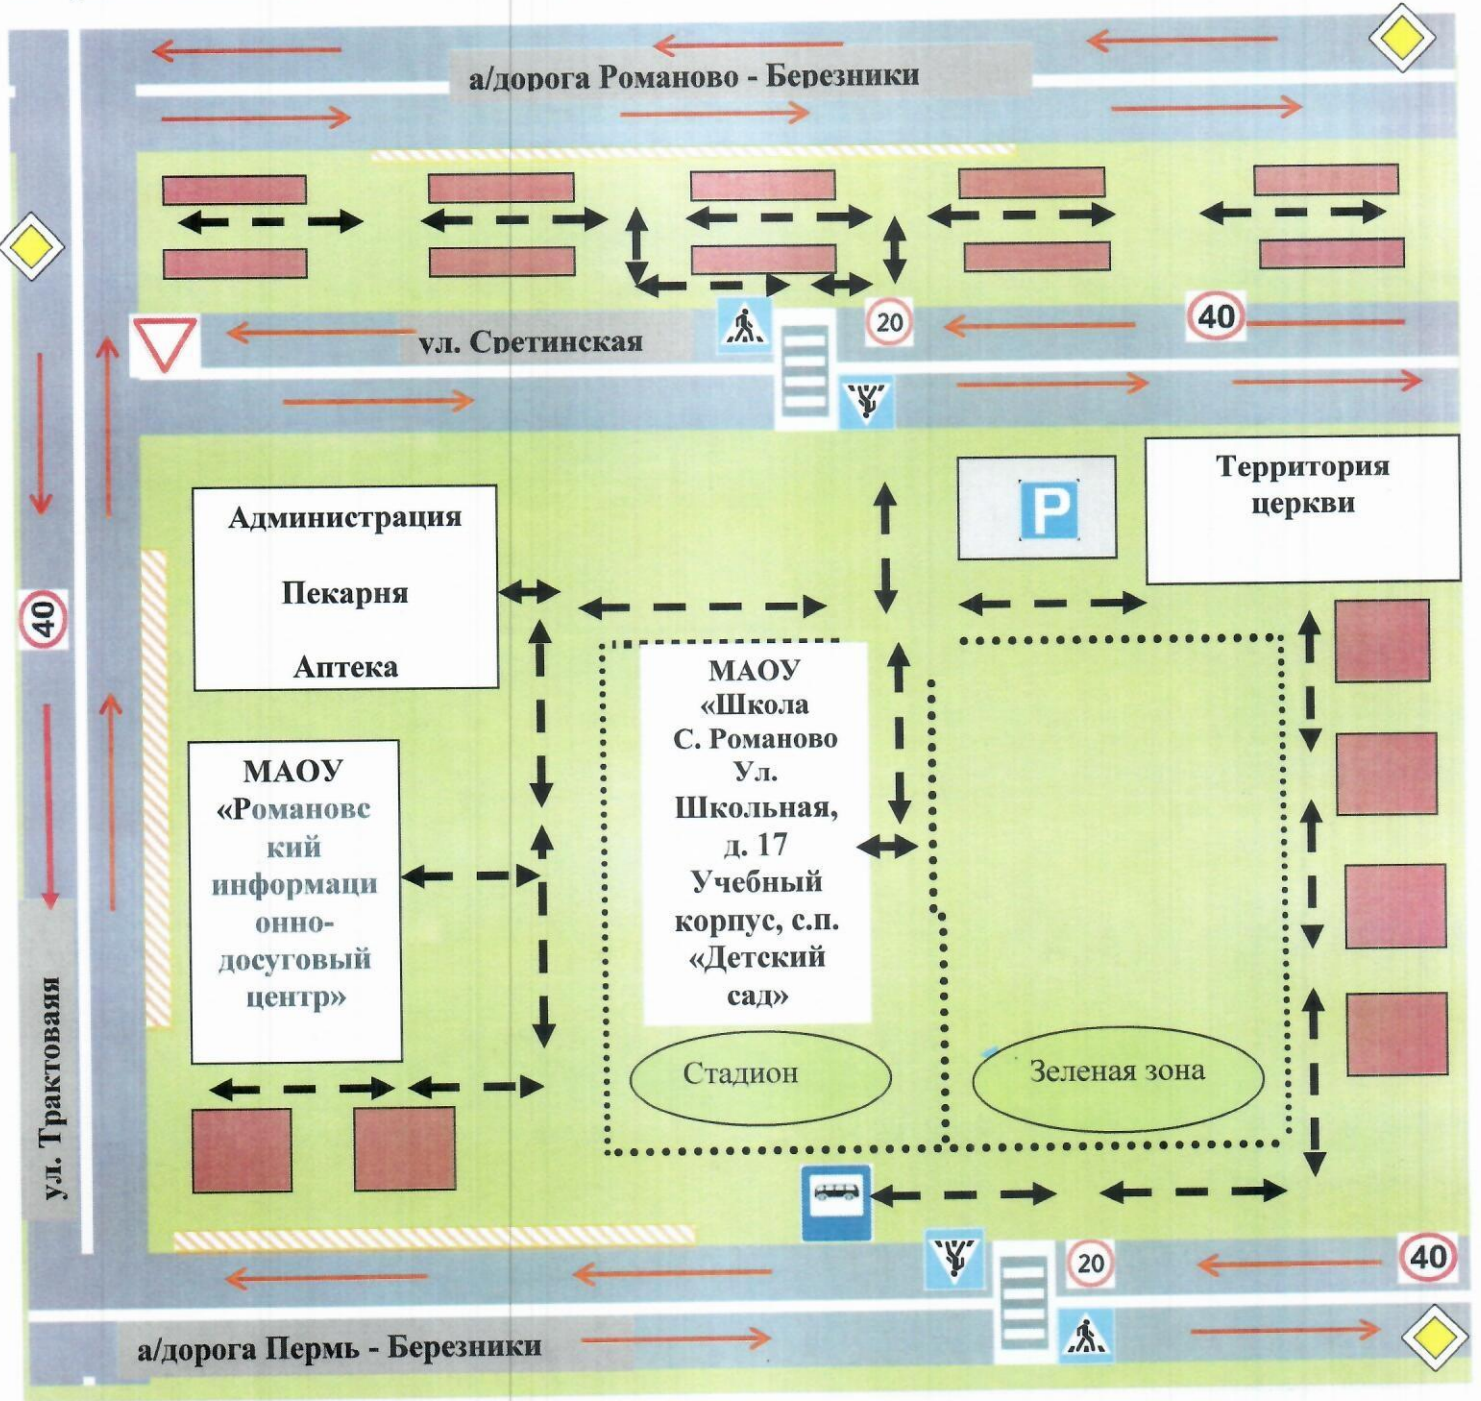 а/дорога Романово - Березники
ул. Сретинская
20
40
Территория
церкви
P
Администрация
Пекарня
Аптека
40
МАОУ
«Школа
С. Романово
Ул.
Школьная,
д. 17
Учебный
корпус, с.п.
«Детский
сад»
МАОУ
«Романовс
кий
информаци
онно-
досуговый
центр»
ул. Трактоваяя
Стадион
Зеленая зона
20
40
а/дорога Пермь - Березники